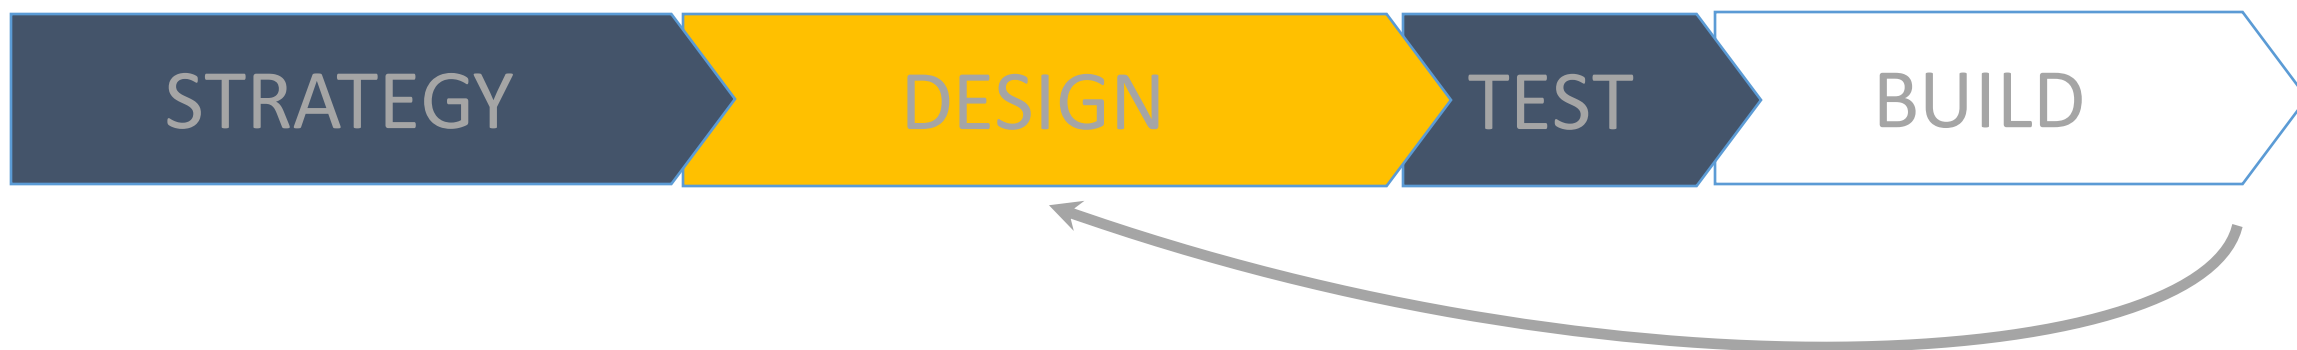 STRATEGY DESIGN TEST BUILD